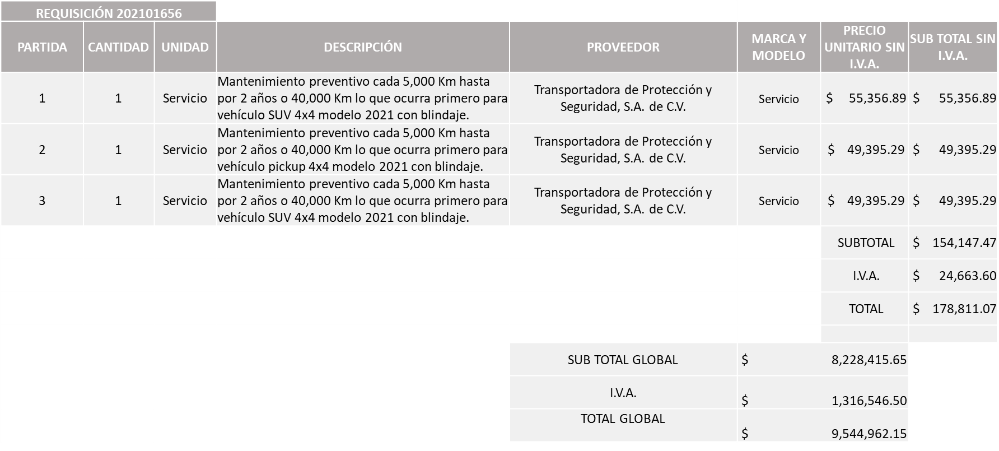 REQUISICIÓN 202101656
PARTIDA CANTIDAD UNIDAD DESCRIPCIÓN PROVEEDOR MARCA Y MODELO PRECIO UNITARIO SIN I.V.A. SUB TOTAL SIN I.V.A.
1 1 Servicio Mantenimiento preventivo cada 5,000 Km hasta
por 2 años o 40,000 Km lo que ocurra primero para
vehículo SUV 4x4 modelo 2021 con blindaje.
Transportadora de Protección y
Seguridad, S.A. de C.V.
Servicio $ 55,356.89 $ 55,356.89
2 1 Servicio Mantenimiento preventivo cada 5,000 Km hasta
por 2 años o 40,000 Km lo que ocurra primero para
vehículo pickup 4x4 modelo 2021 con blindaje.
Transportadora de Protección y
Seguridad, S.A. de C.V.
Servicio $ 49,395.29 $ 49,395.29
3 1 Servicio Mantenimiento preventivo cada 5,000 Km hasta
por 2 años o 40,000 Km lo que ocurra primero para
vehículo SUV 4x4 modelo 2021 con blindaje.
Transportadora de Protección y
Seguridad, S.A. de C.V.
Servicio $ 49,395.29 $ 49,395.29
SUBTOTAL $ 154,147.47
I.V.A. $ 24,663.60
TOTAL $ 178,811.07
SUB TOTAL GLOBAL $ 8,228,415.65
I.V.A. $ 1,316,546.50
TOTAL GLOBAL $ 9,544,962.15